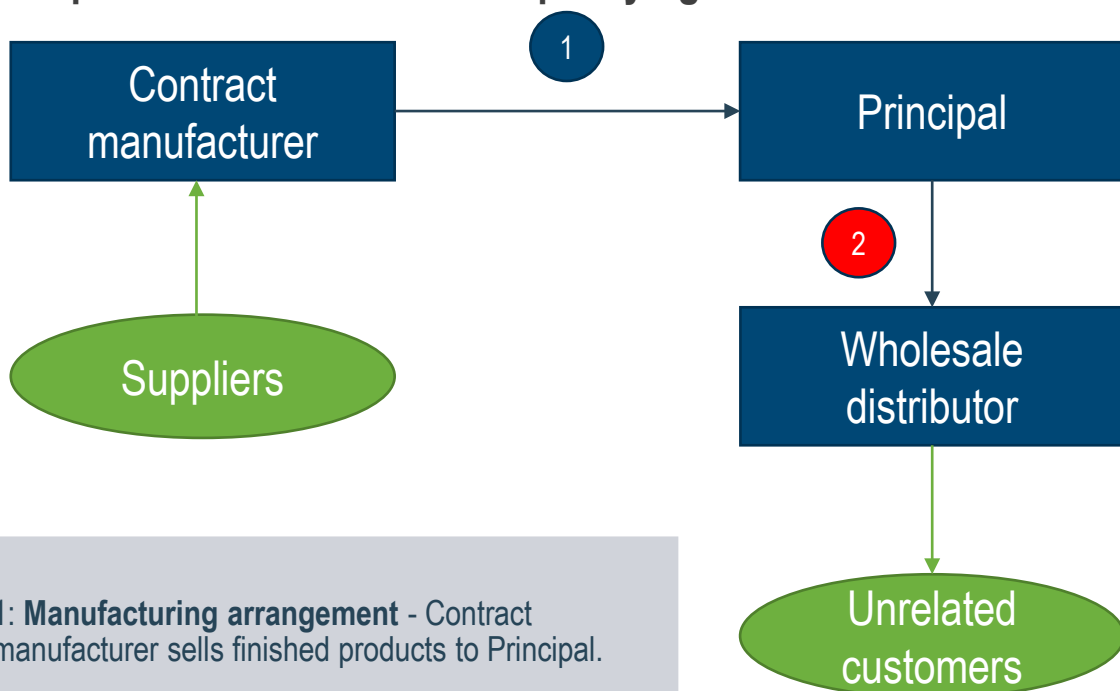 1
Contract
manufacturer
Principal
2
Suppliers
Wholesale
distributor
1: Manufacturing arrangement - Contract
manufacturer sells finished products to Principal.
Unrelated
customers